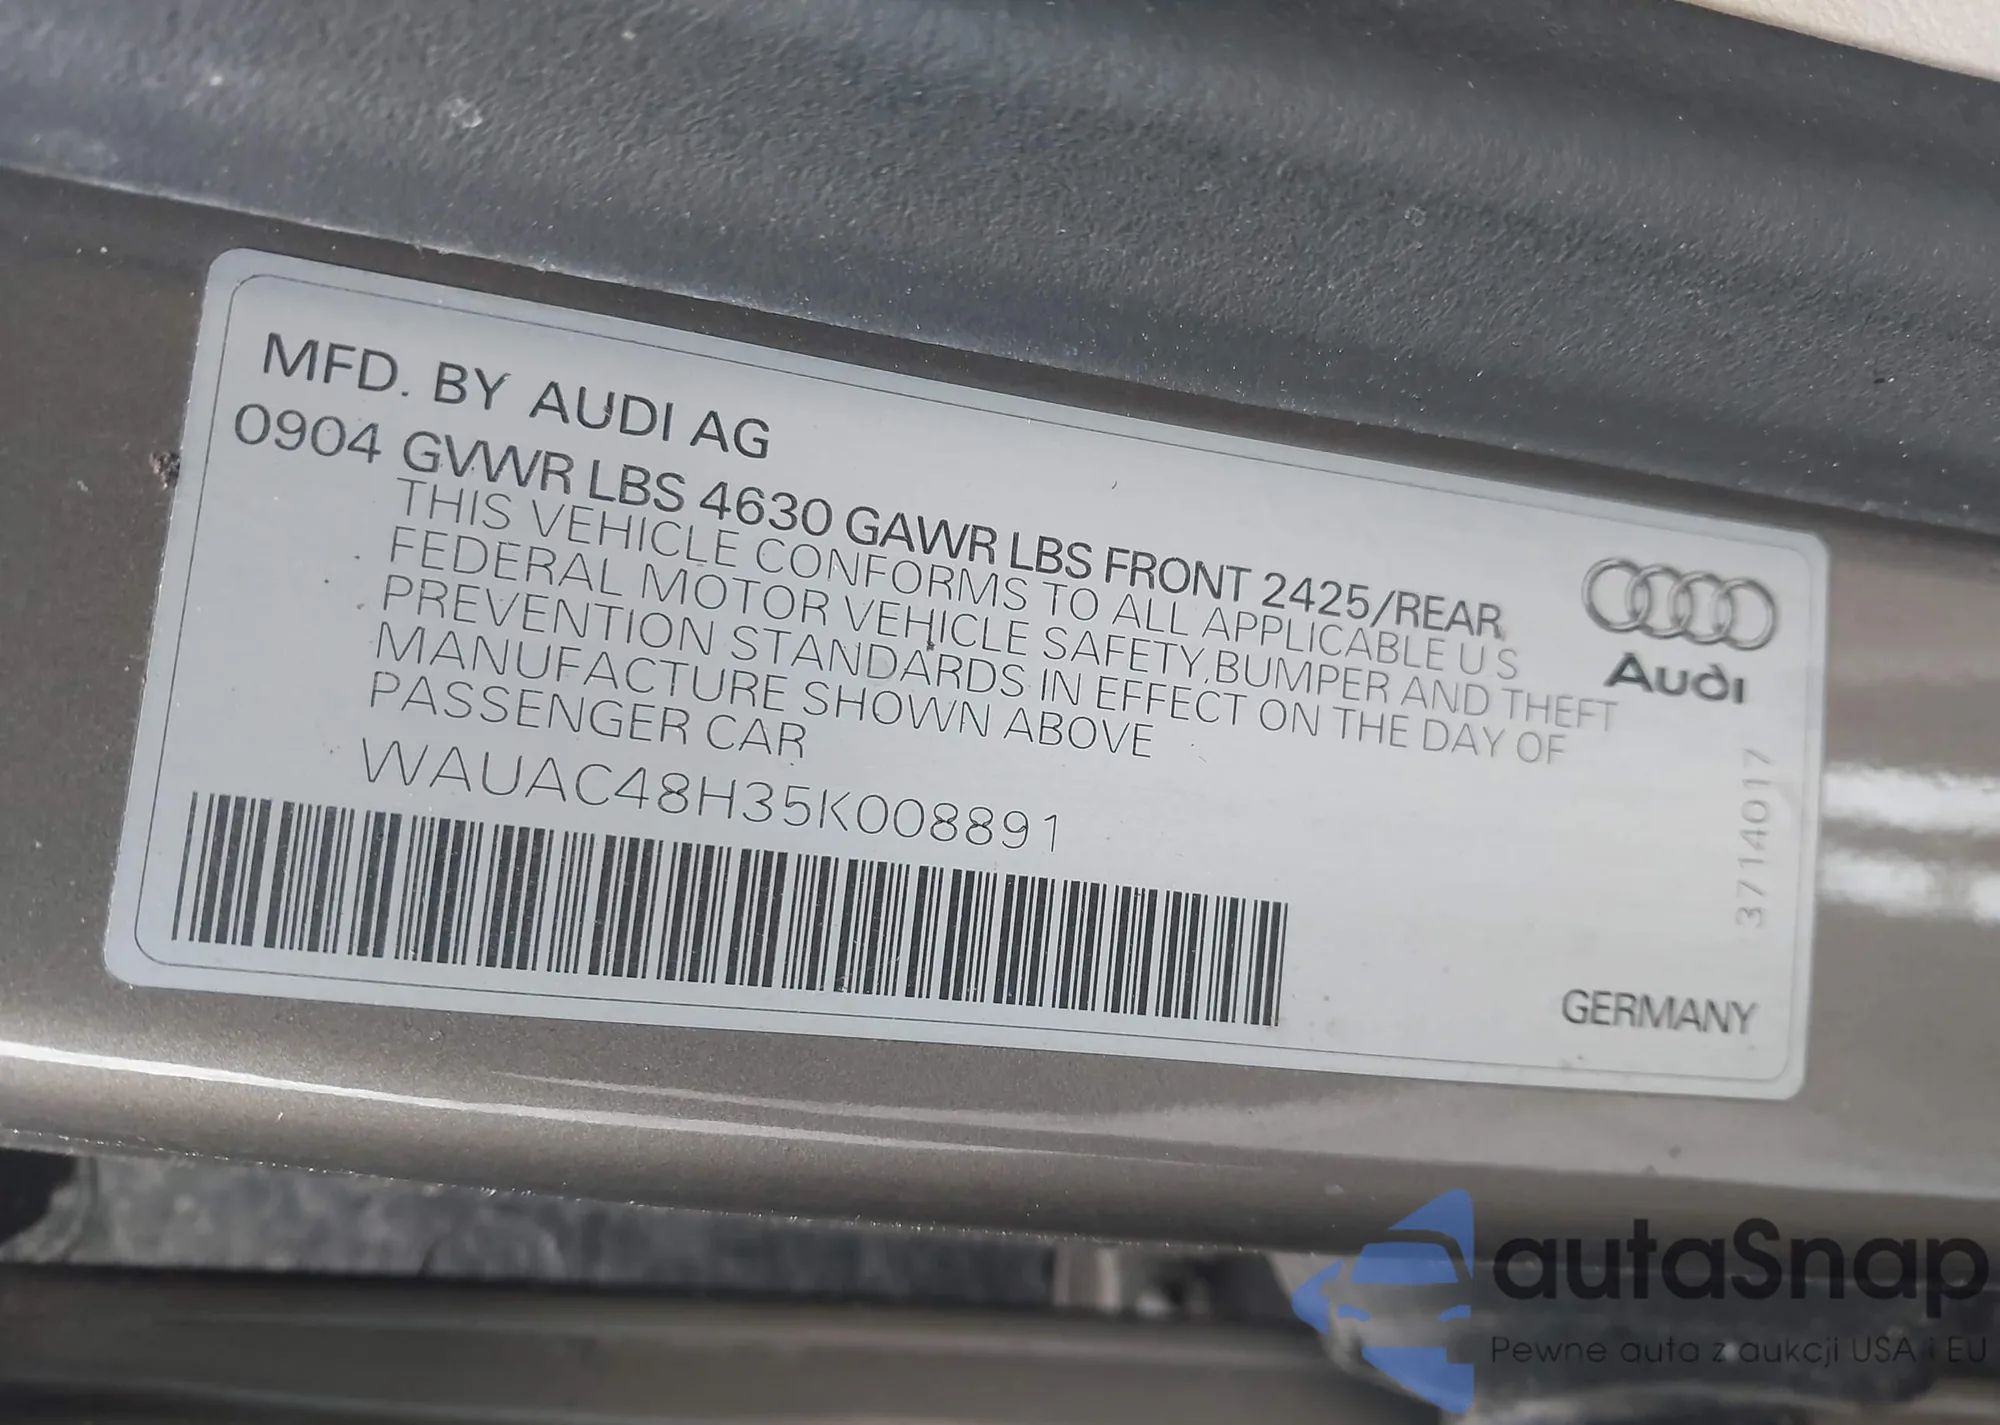 MFD. BY AUDI AG
0904 GVWR LBS 4630 GAWR LBS FRONT 2425/REAR
THIS VEHICLE CONFORMS TO ALL APPLICABLE U S
FEDERAL MOTOR VEHICLE SAFETY, BUMPER AND THEFT
PREVENTION STANDARDS IN EFFECT ON THE DAY OF
MANUFACTURE SHOWN ABOVE
PASSENGER CAR
WAUAC48H35K008891
Audi
3714017
GERMANY
autaSnap
Pewne auta z aukcji USA i EU